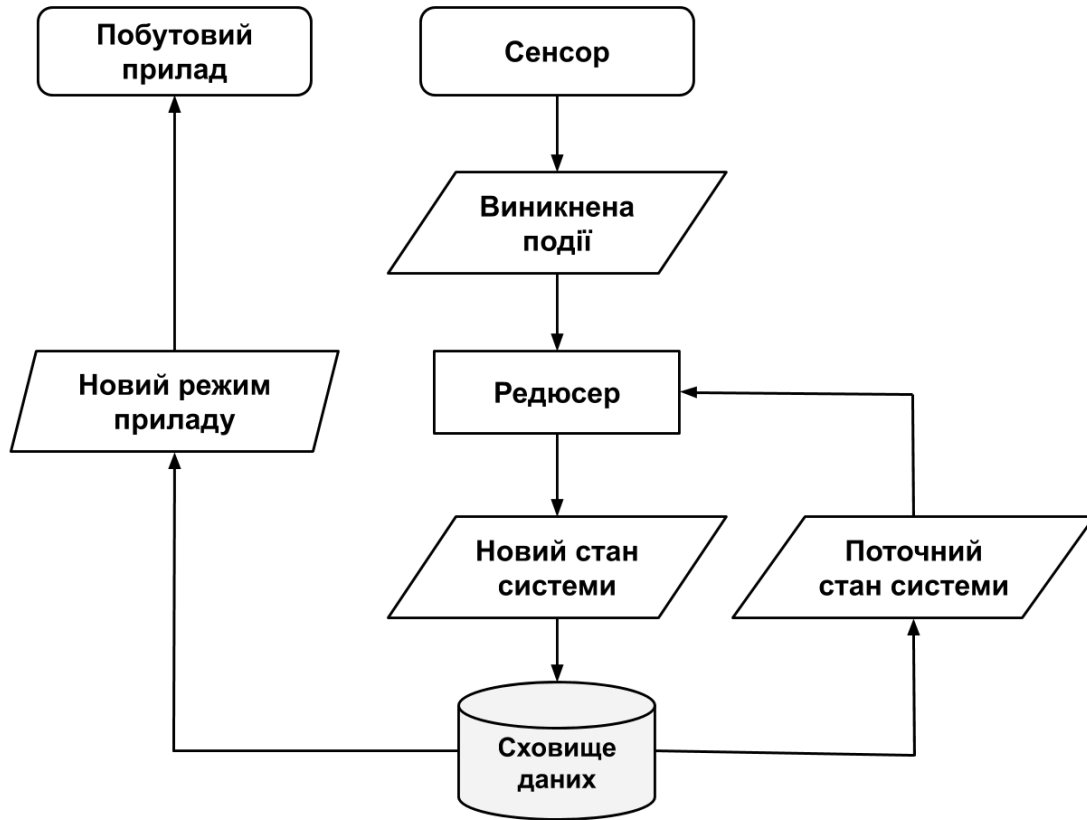 Побутовий
прилад
Сенсор
Виникнена
події
Новий режим
приладу
Редюсер
Новий стан
системи
Поточний
стан системи
Сховище
даних